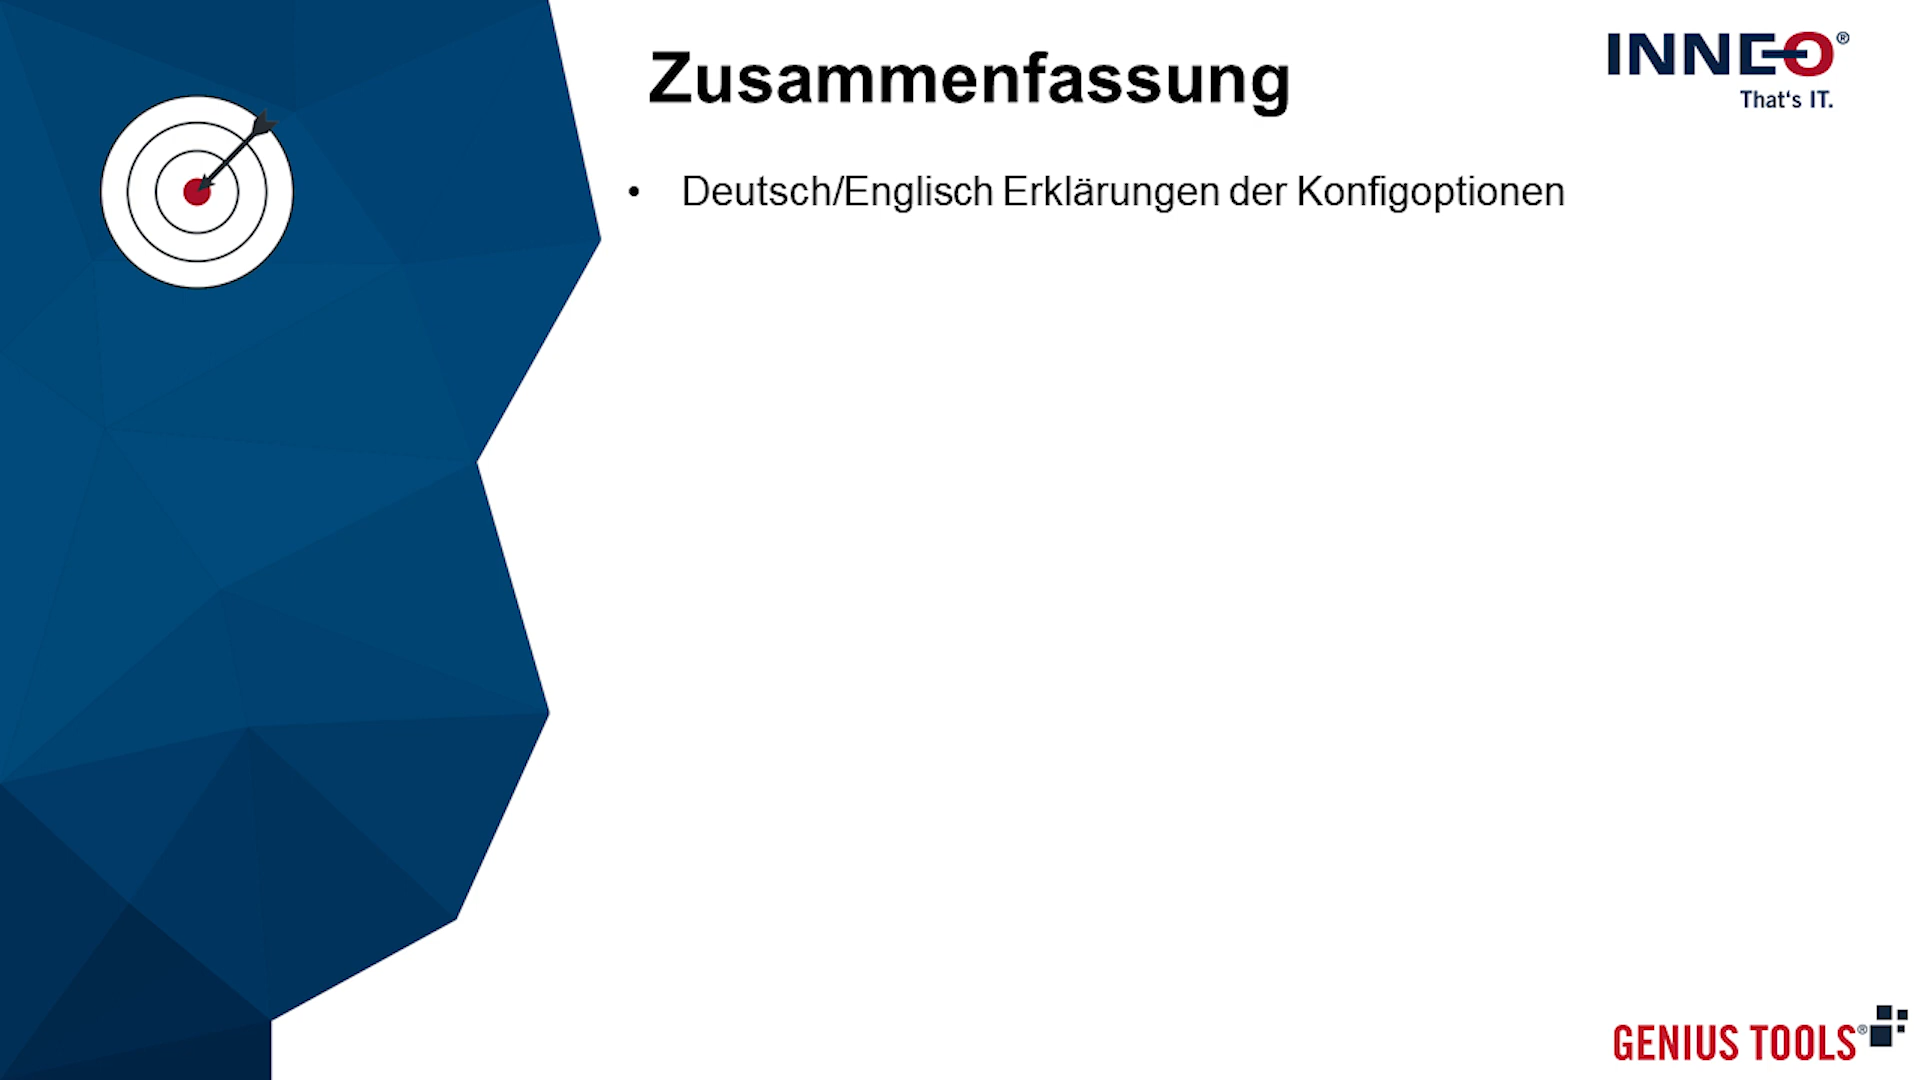 Zusammenfassung
INNEO®
That's IT.
• Deutsch/Englisch Erklärungen der Konfigoptionen
GENIUS TOOLS®